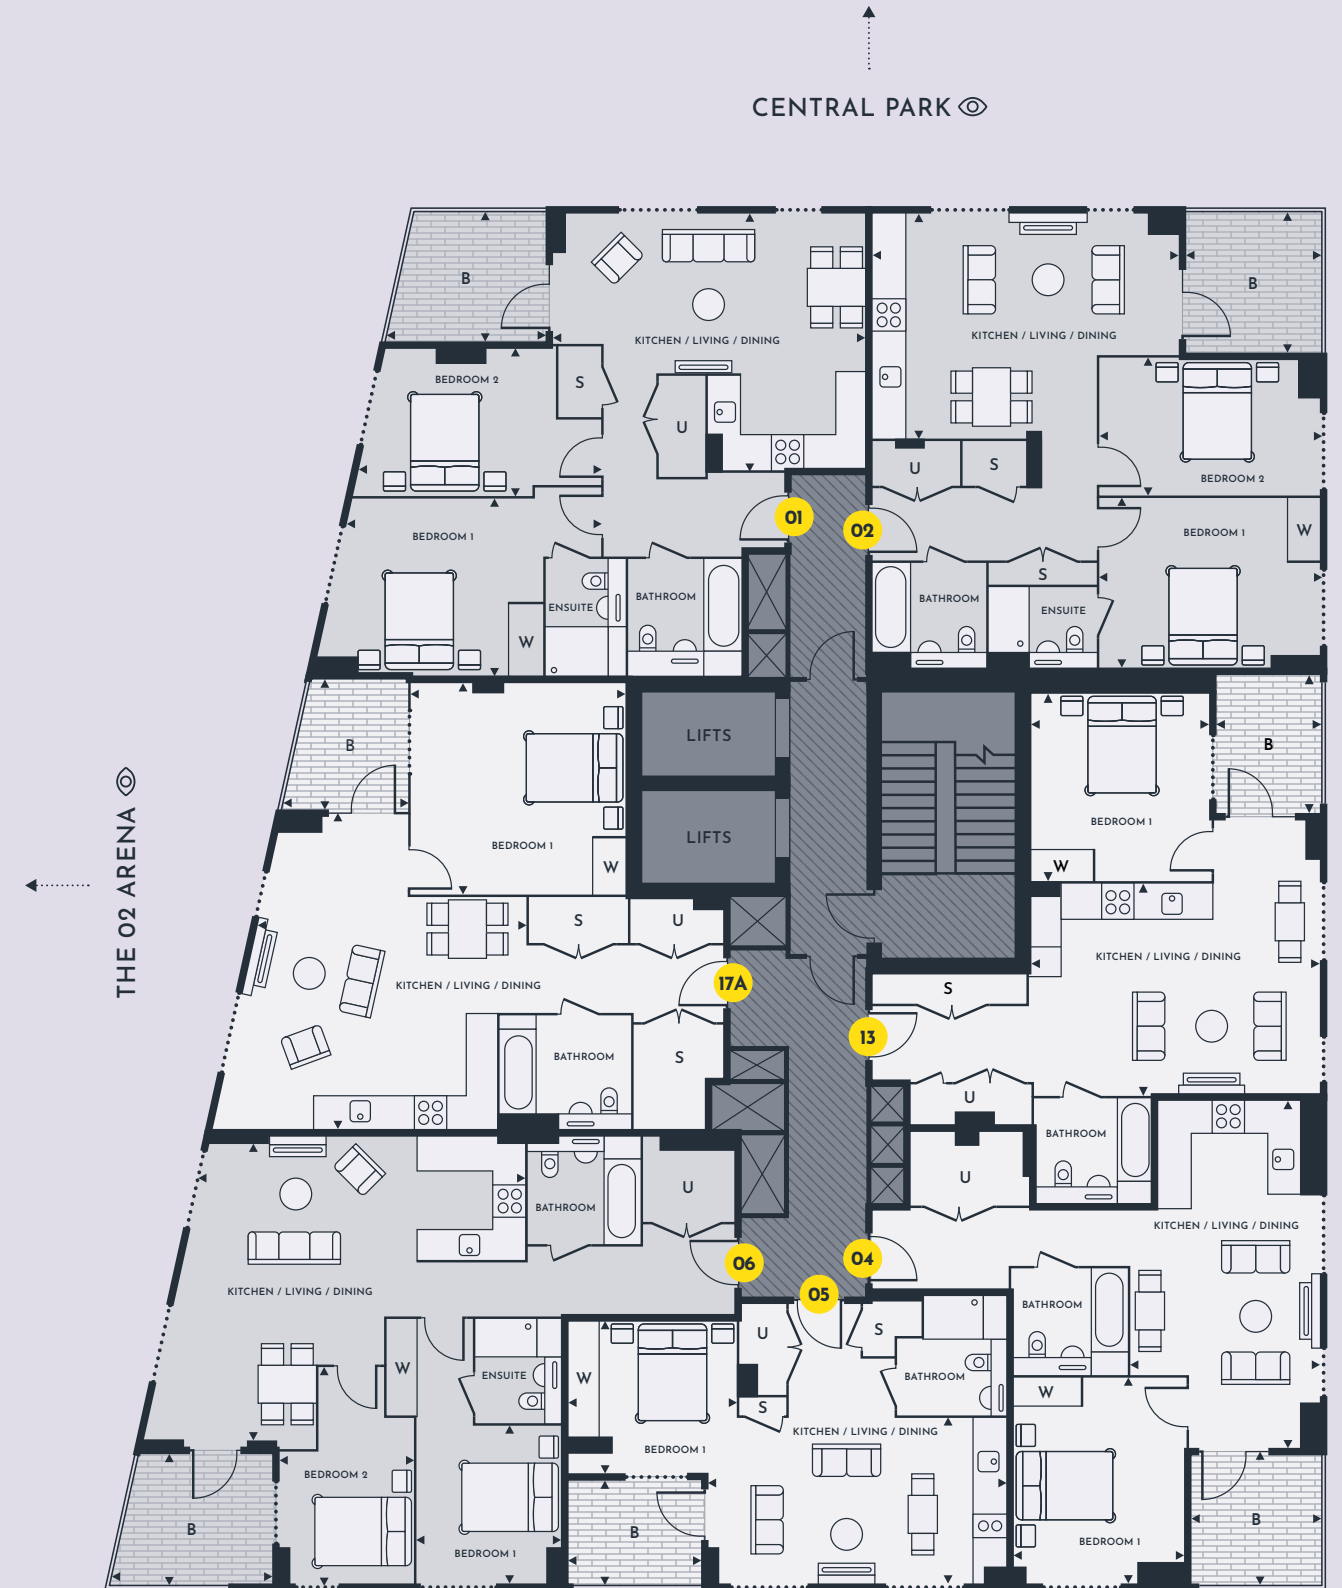 CENTRAL PARK
B
B
KITCHEN / LIVING / DINING
KITCHEN / LIVING / DINING
BEDROOM 2
S
U
U
S
BEDROOM 2
01
02
BEDROOM 1
BEDROOM 1
W
ENSUITE
BATHROOM
W
BATHROOM
S
ENSUITE
B
LIFTS
B
BEDROOM 1
LIFTS
BEDROOM 1
W
W
THE O2 ARENA
S
U
KITCHEN / LIVING / DINING
KITCHEN / LIVING / DINING
17A
S
13
BATHROOM
S
U
BATHROOM
U
U
BATHROOM
KITCHEN / LIVING / DINING
06
04
05
KITCHEN / LIVING / DINING
BATHROOM
U
S
W
ENSUITE
W
BATHROOM
W
S
KITCHEN / LIVING / DINING
BEDROOM 1
BEDROOM 2
B
B
B
BEDROOM 1
BEDROOM 1